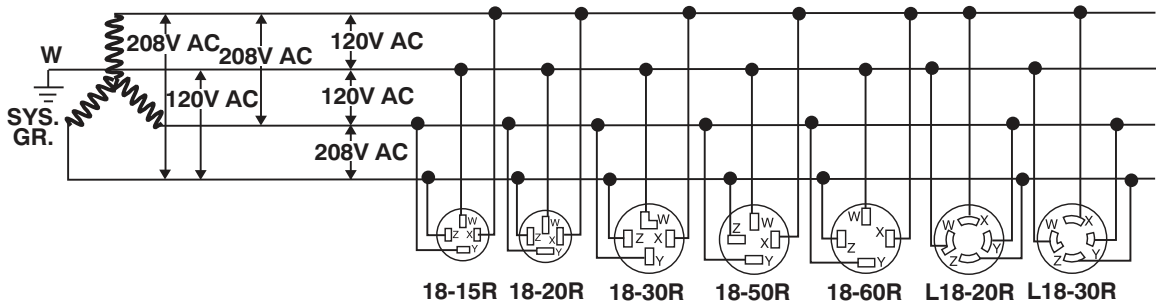 W
208V AC
208V AC
120V AC
120V AC
120V AC
SYS.
GR.
208V AC
W
Z
X
Y
W
Z
X
Y
W
Z
X
Y
W
Z
X
Y
W
Z
X
Y
W
X
Y
Z
W
X
Y
Z
18-15R
18-20R
18-30R
18-50R
18-60R
L18-20R
L18-30R